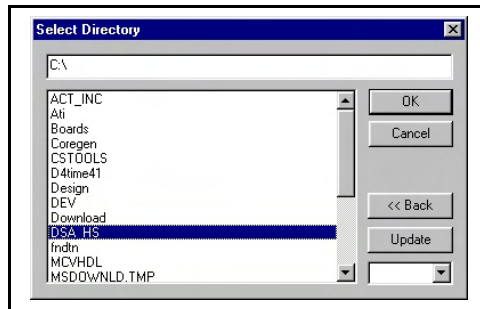 Select Directory
C:\
ACT_INC
Ati
Boards
Coregen
CSTOOLS
D4time41
Design
DEV
Download
DSA_HS
fndtn
MCVHDL
MSDOWNLD.TMP
OK
Cancel
<< Back
Update